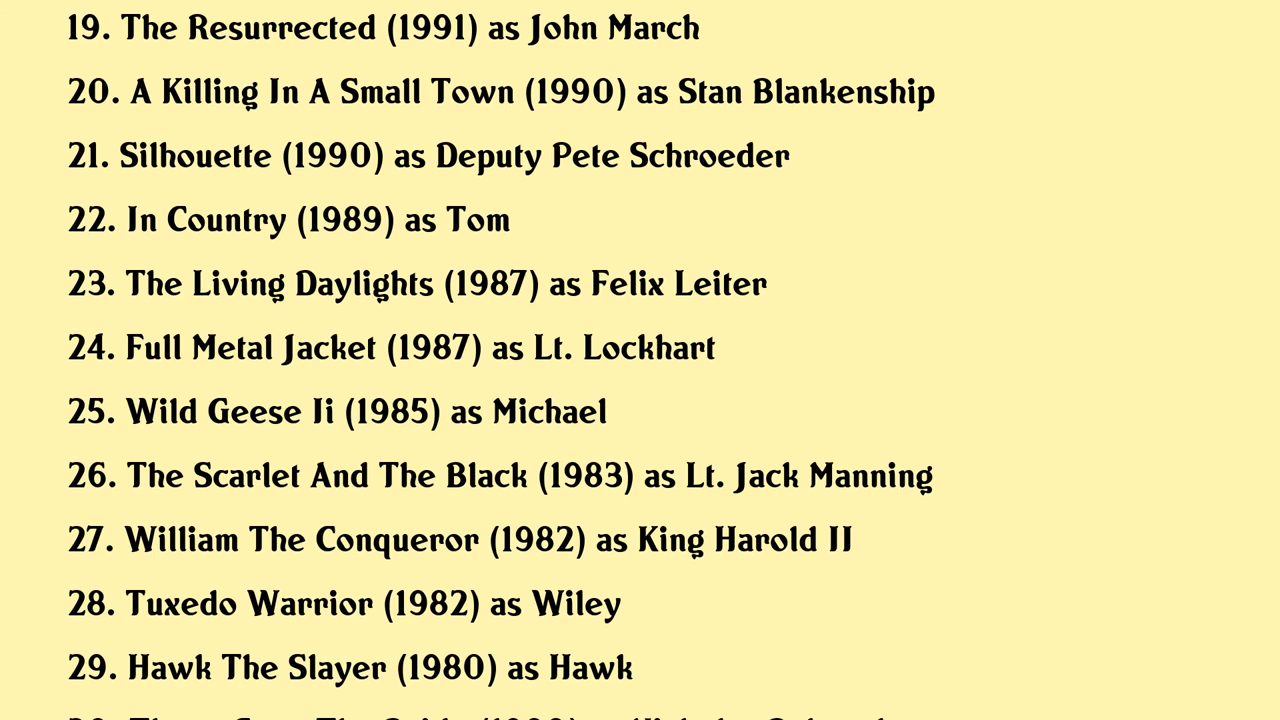 19. The Resurrected (1991) as John March
20. A Killing In A Small Town (1990) as Stan Blankenship
21. Silhouette (1990) as Deputy Pete Schroeder
22. In Country (1989) as Tom
23. The Living Daylights (1987) as Felix Leiter
24. Full Metal Jacket (1987) as Lt. Lockhart
25. Wild Geese Ii (1985) as Michael
26. The Scarlet And The Black (1983) as Lt. Jack Manning
27. William The Conqueror (1982) as King Harold II
28. Tuxedo Warrior (1982) as Wiley
29. Hawk The Slayer (1980) as Hawk